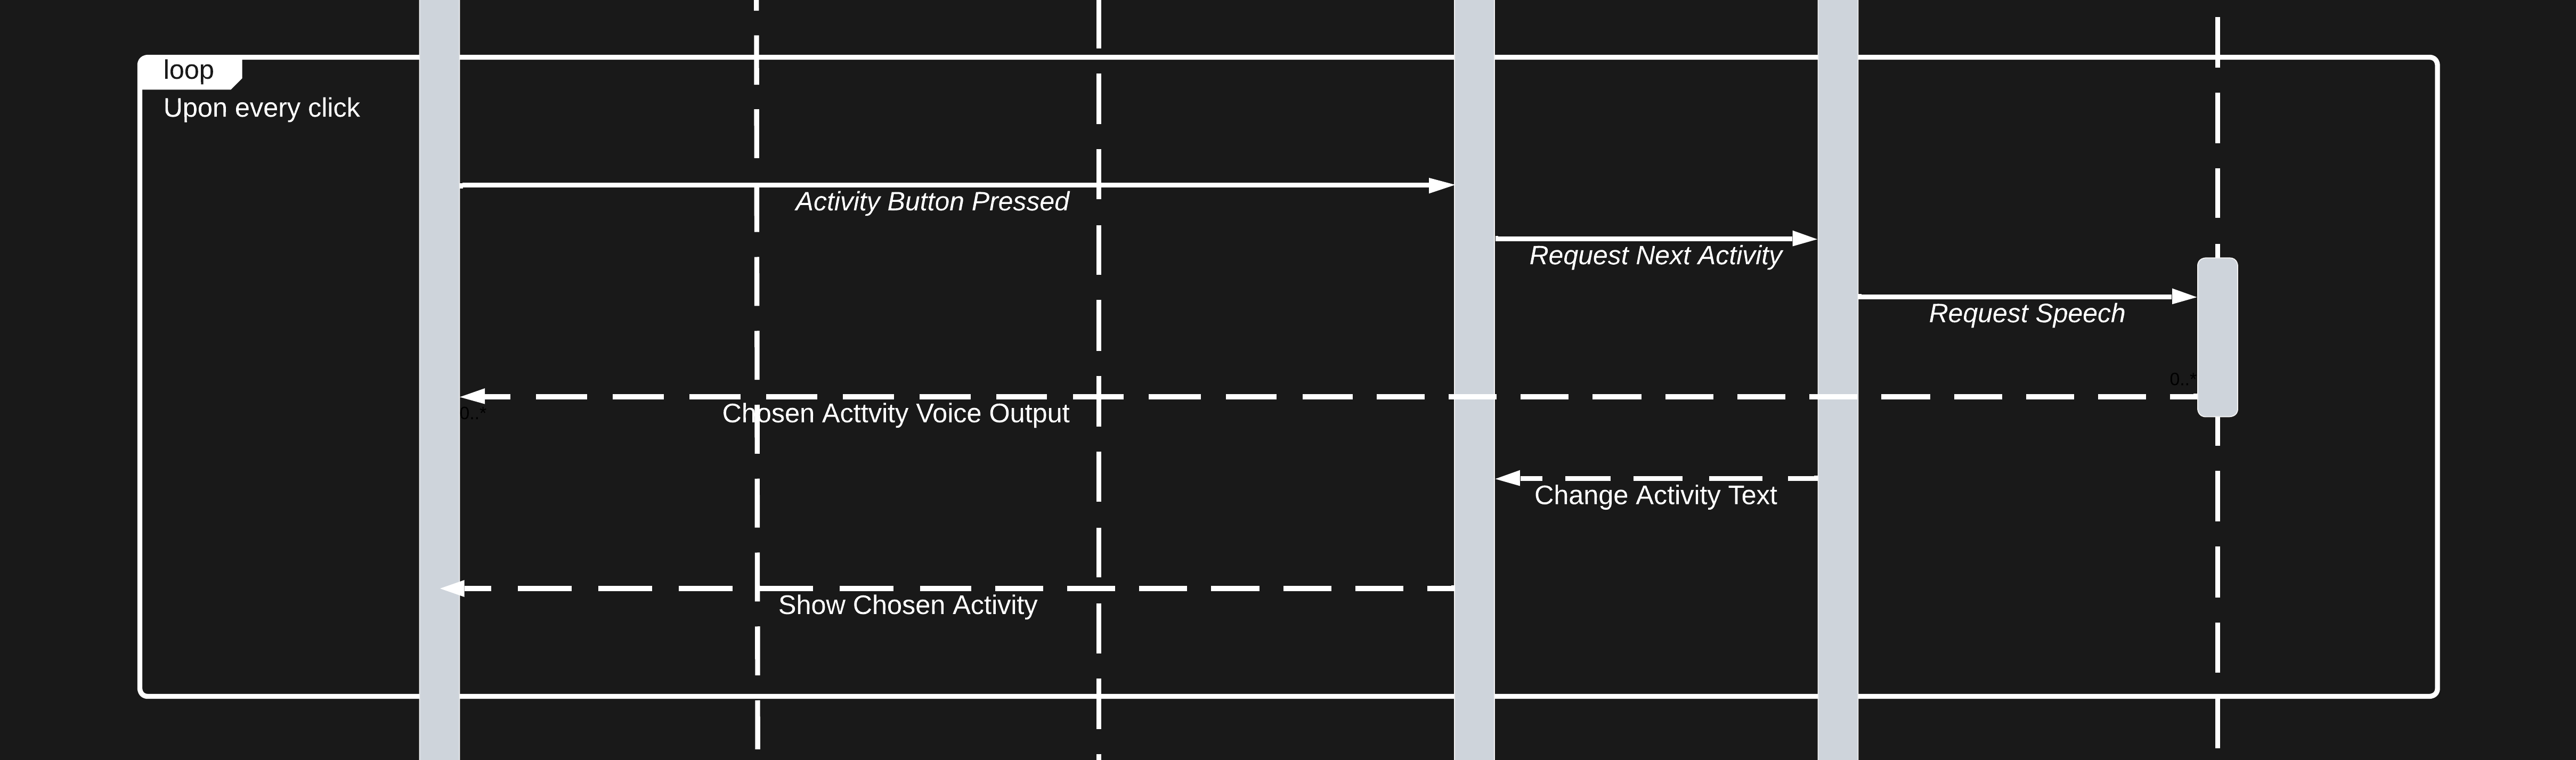 loop
Upon every click
Activity Button Pressed
Request Next Activity
Request Speech
0..*
0..*
Chosen Acttvity Voice Output
Change Activity Text
Show Chosen Activity